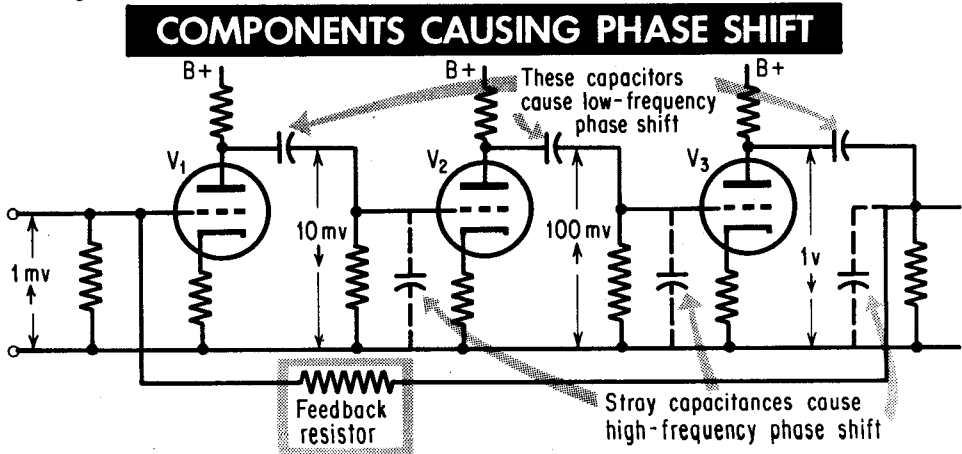 COMPONENTS CAUSING PHASE SHIFT
B+
B+
B+
These capacitors
cause low-frequency
phase shift
V1
V2
V3
1 mv
10 mv
100 mv
1v
Feedback
resistor
Stray capacitances cause
high-frequency phase shift